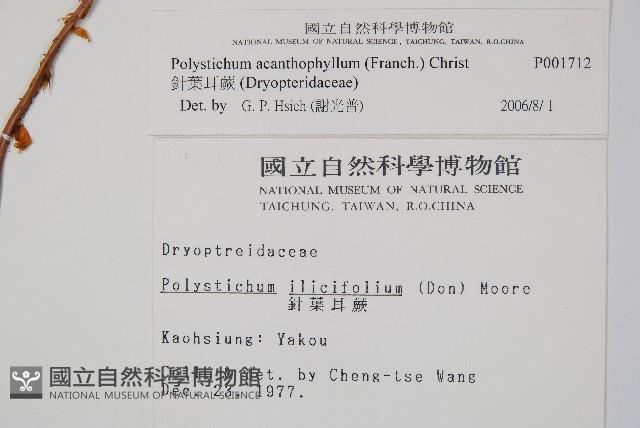 國立自然科學博物館
NATIONAL MUSEUM OF NATURAL SCIENCE, TAICHUNG, TAIWAN, R.O.CHINA
Polystichum acanthophyllum (Franch.) Christ P001712
針葉耳蕨 (Dryopteridaceae)
Det. by G. P. Hsieh (謝光普) 2006/8/1
國立自然科學博物館
NATIONAL MUSEUM OF NATURAL SCIENCE
TAICHUNG, TAIWAN, R.O.CHINA
Dryoptreidaceae
Polystichum ilicifolium (Don) Moore
針葉耳蕨
Kaohsiung: Yakou
Det. by Cheng-tse Wang
Dec. 23, 1977.
國立自然科學博物館
NATIONAL MUSEUM OF NATURAL SCIENCE